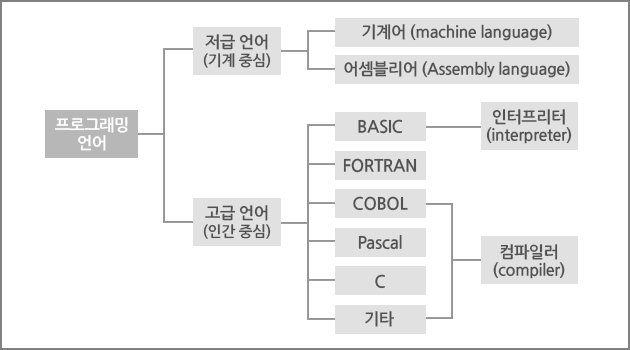 프로그래밍
언어
저급 언어
(기계 중심)
기계어 (machine language)
어셈블리어 (Assembly language)
고급 언어
(인간 중심)
BASIC
FORTRAN
COBOL
Pascal
C
기타
인터프리터
(interpreter)
컴파일러
(compiler)